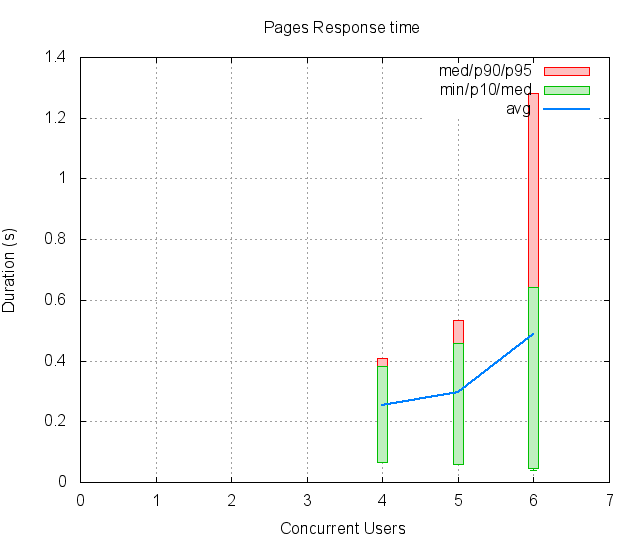 Pages Response time
1.4
1.2
1
0.8
0.6
0.4
0.2
0
Duration (s)
med/p90/p95
min/p10/med
avg
0 1 2 3 4 5 6 7
Concurrent Users